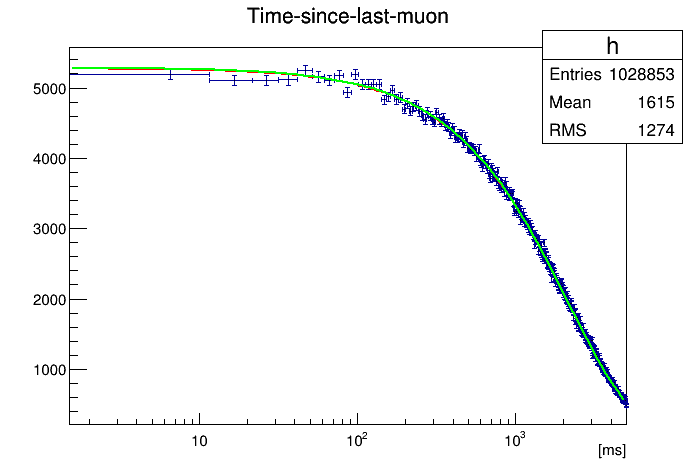 Time-since-last-muon
h
Entries 1028853
Mean 1615
RMS 1274
5000
4000
3000
2000
1000
10 10² 10³
[ms]